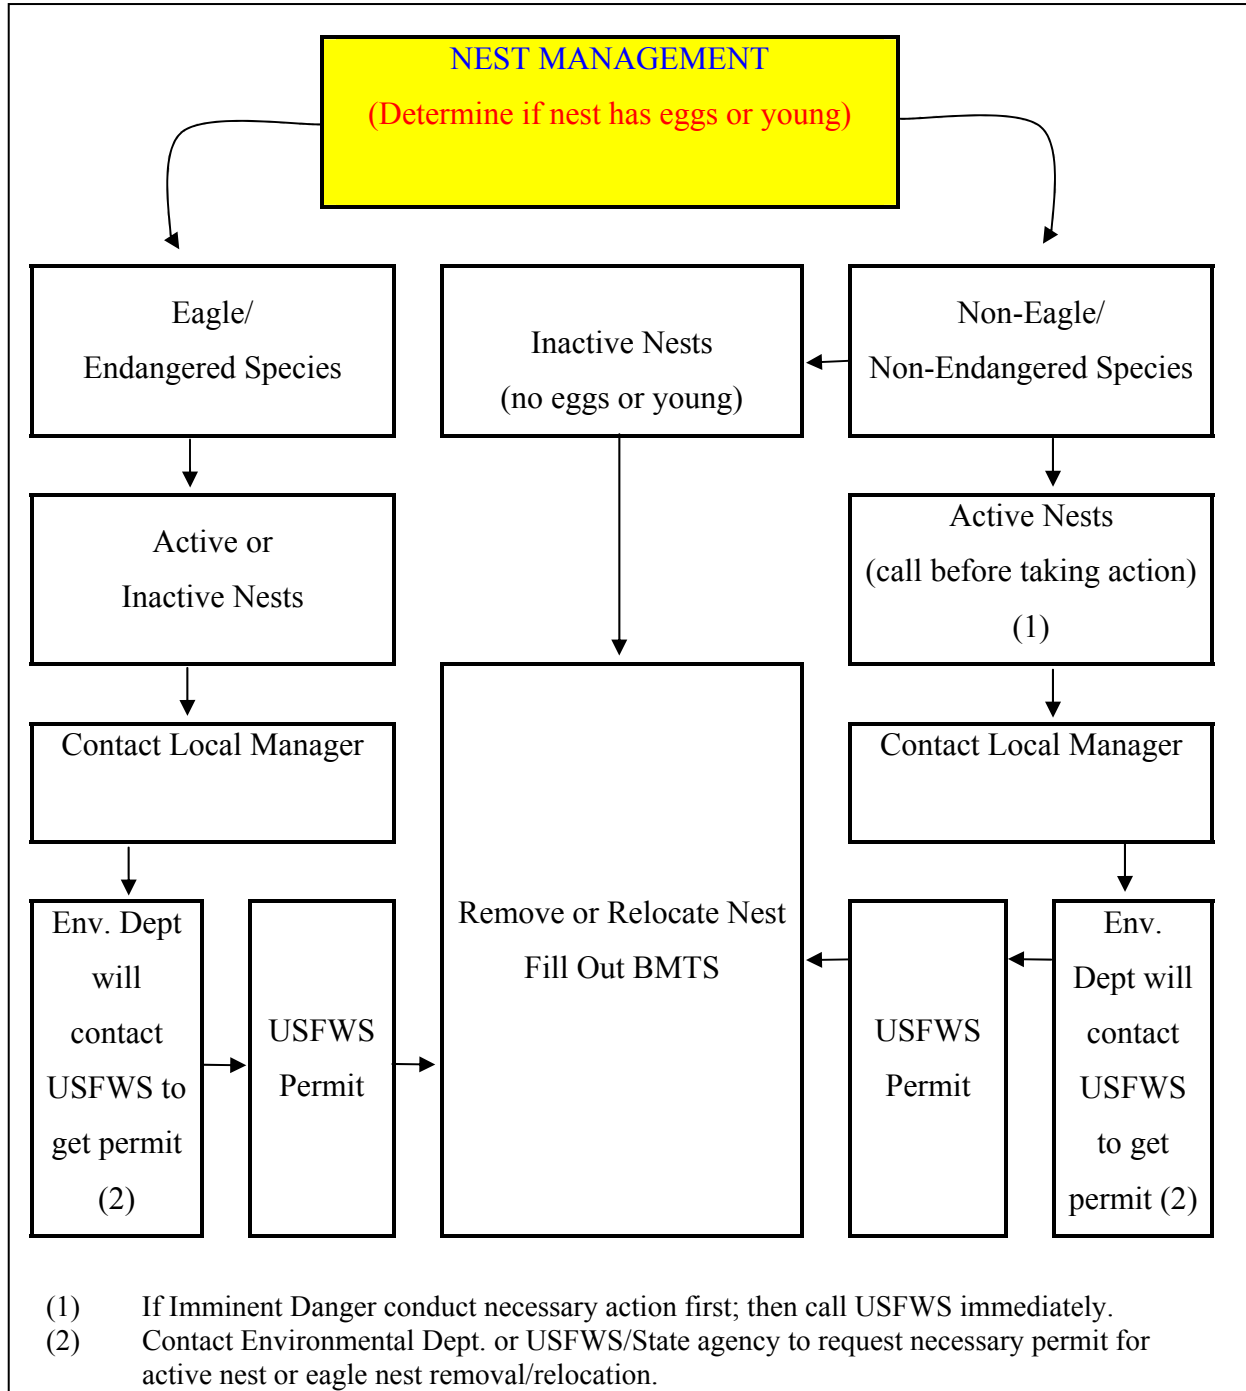 NEST MANAGEMENT
(Determine if nest has eggs or young)
Eagle/
Endangered Species
Inactive Nests
(no eggs or young)
Non-Eagle/
Non-Endangered Species
Active or
Inactive Nests
Active Nests
(call before taking action)
(1)
Contact Local Manager
Contact Local Manager
Env. Dept
will
contact
USFWS to
get permit
(2)
USFWS
Permit
Remove or Relocate Nest
Fill Out BMTS
USFWS
Permit
Env.
Dept will
contact
USFWS
to get
permit (2)
(1) If Imminent Danger conduct necessary action first; then call USFWS immediately.
(2) Contact Environmental Dept. or USFWS/State agency to request necessary permit for
active nest or eagle nest removal/relocation.